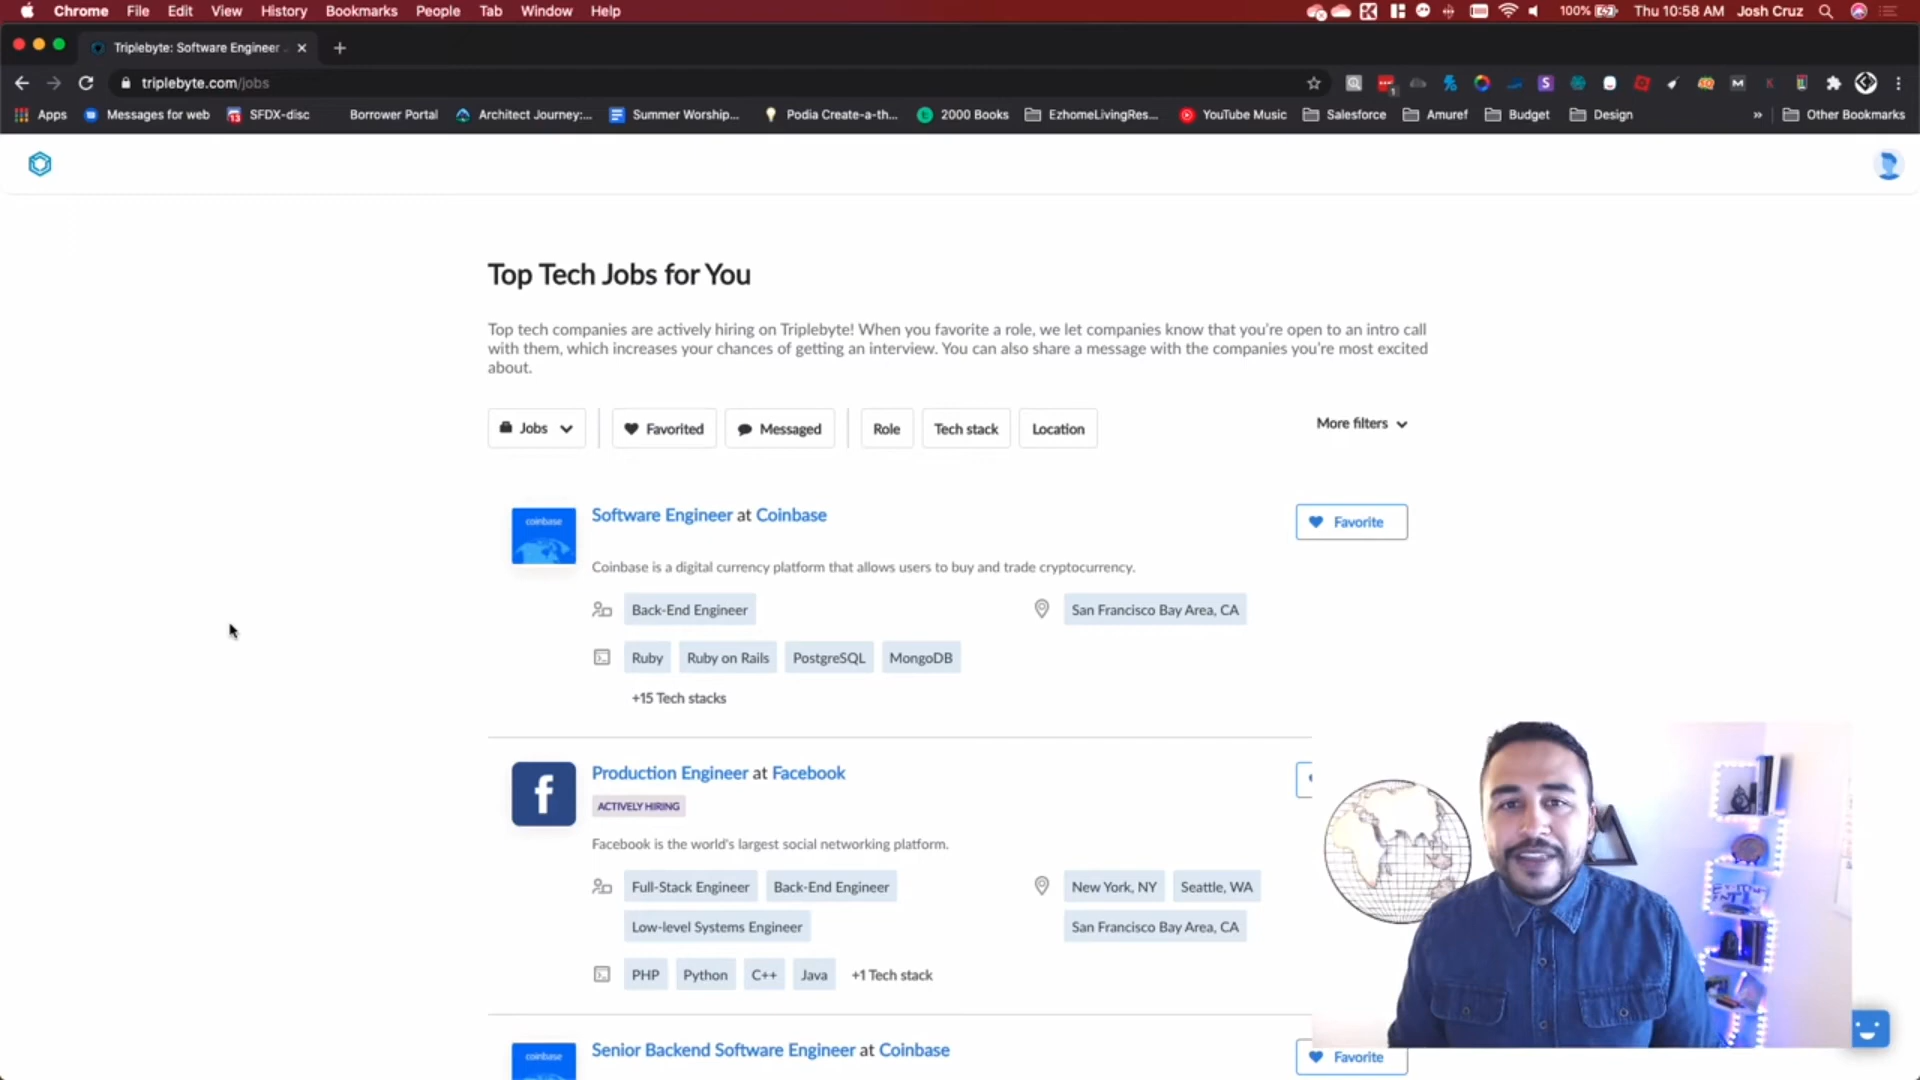 Chrome File Edit View History Bookmarks People Tab Window Help
100% Thu 10:58 AM Josh Cruz
Triplebyte: Software Engineer
triplebyte.com/jobs
Apps Messages for web SFDX-disc Borrower Portal Architect Journey:... Summer Worship... Podia Create-a-th... 2000 Books EzhomeLivingRes... YouTube Music Salesforce Amuref Budget Design » Other Bookmarks
Top Tech Jobs for You
Top tech companies are actively hiring on Triplebyte! When you favorite a role, we let companies know that you're open to an intro call
with them, which increases your chances of getting an interview. You can also share a message with the companies you're most excited
about.
Jobs Favorited Messaged Role Tech stack Location More filters
coinbase
Software Engineer at Coinbase
Favorite
Coinbase is a digital currency platform that allows users to buy and trade cryptocurrency.
Back-End Engineer San Francisco Bay Area, CA
Ruby Ruby on Rails PostgreSQL MongoDB
+15 Tech stacks
Production Engineer at Facebook
ACTIVELY HIRING
Facebook is the world's largest social networking platform.
Full-Stack Engineer Back-End Engineer New York, NY Seattle, WA
Low-level Systems Engineer San Francisco Bay Area, CA
PHP Python C++ Java +1 Tech stack
coinbase
Senior Backend Software Engineer at Coinbase
Favorite